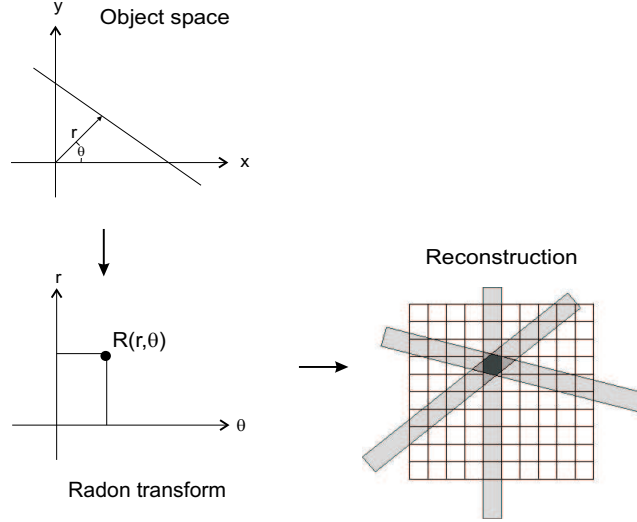 y
Object space
r
θ
x
r
R(r,θ)
θ
Radon transform
Reconstruction